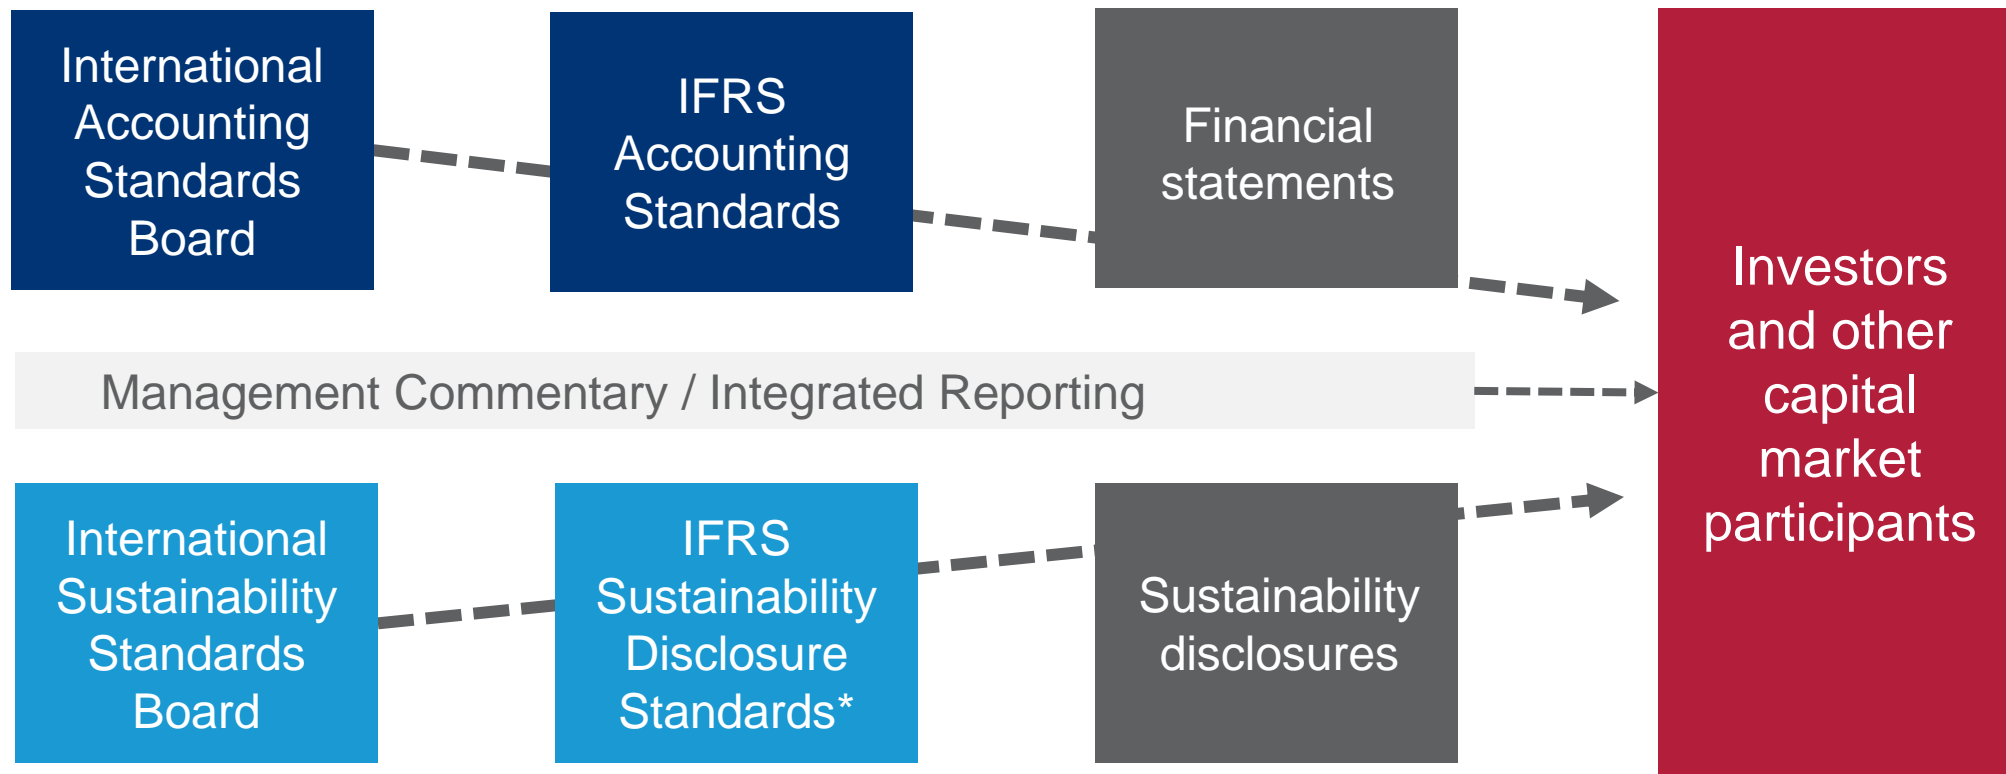 International
Accounting
Standards
Board
IFRS
Accounting
Standards
Financial
statements
Management Commentary / Integrated Reporting
International
Sustainability
Standards
Board
IFRS
Sustainability
Disclosure
Standards*
Sustainability
disclosures
Investors
and other
capital
market
participants